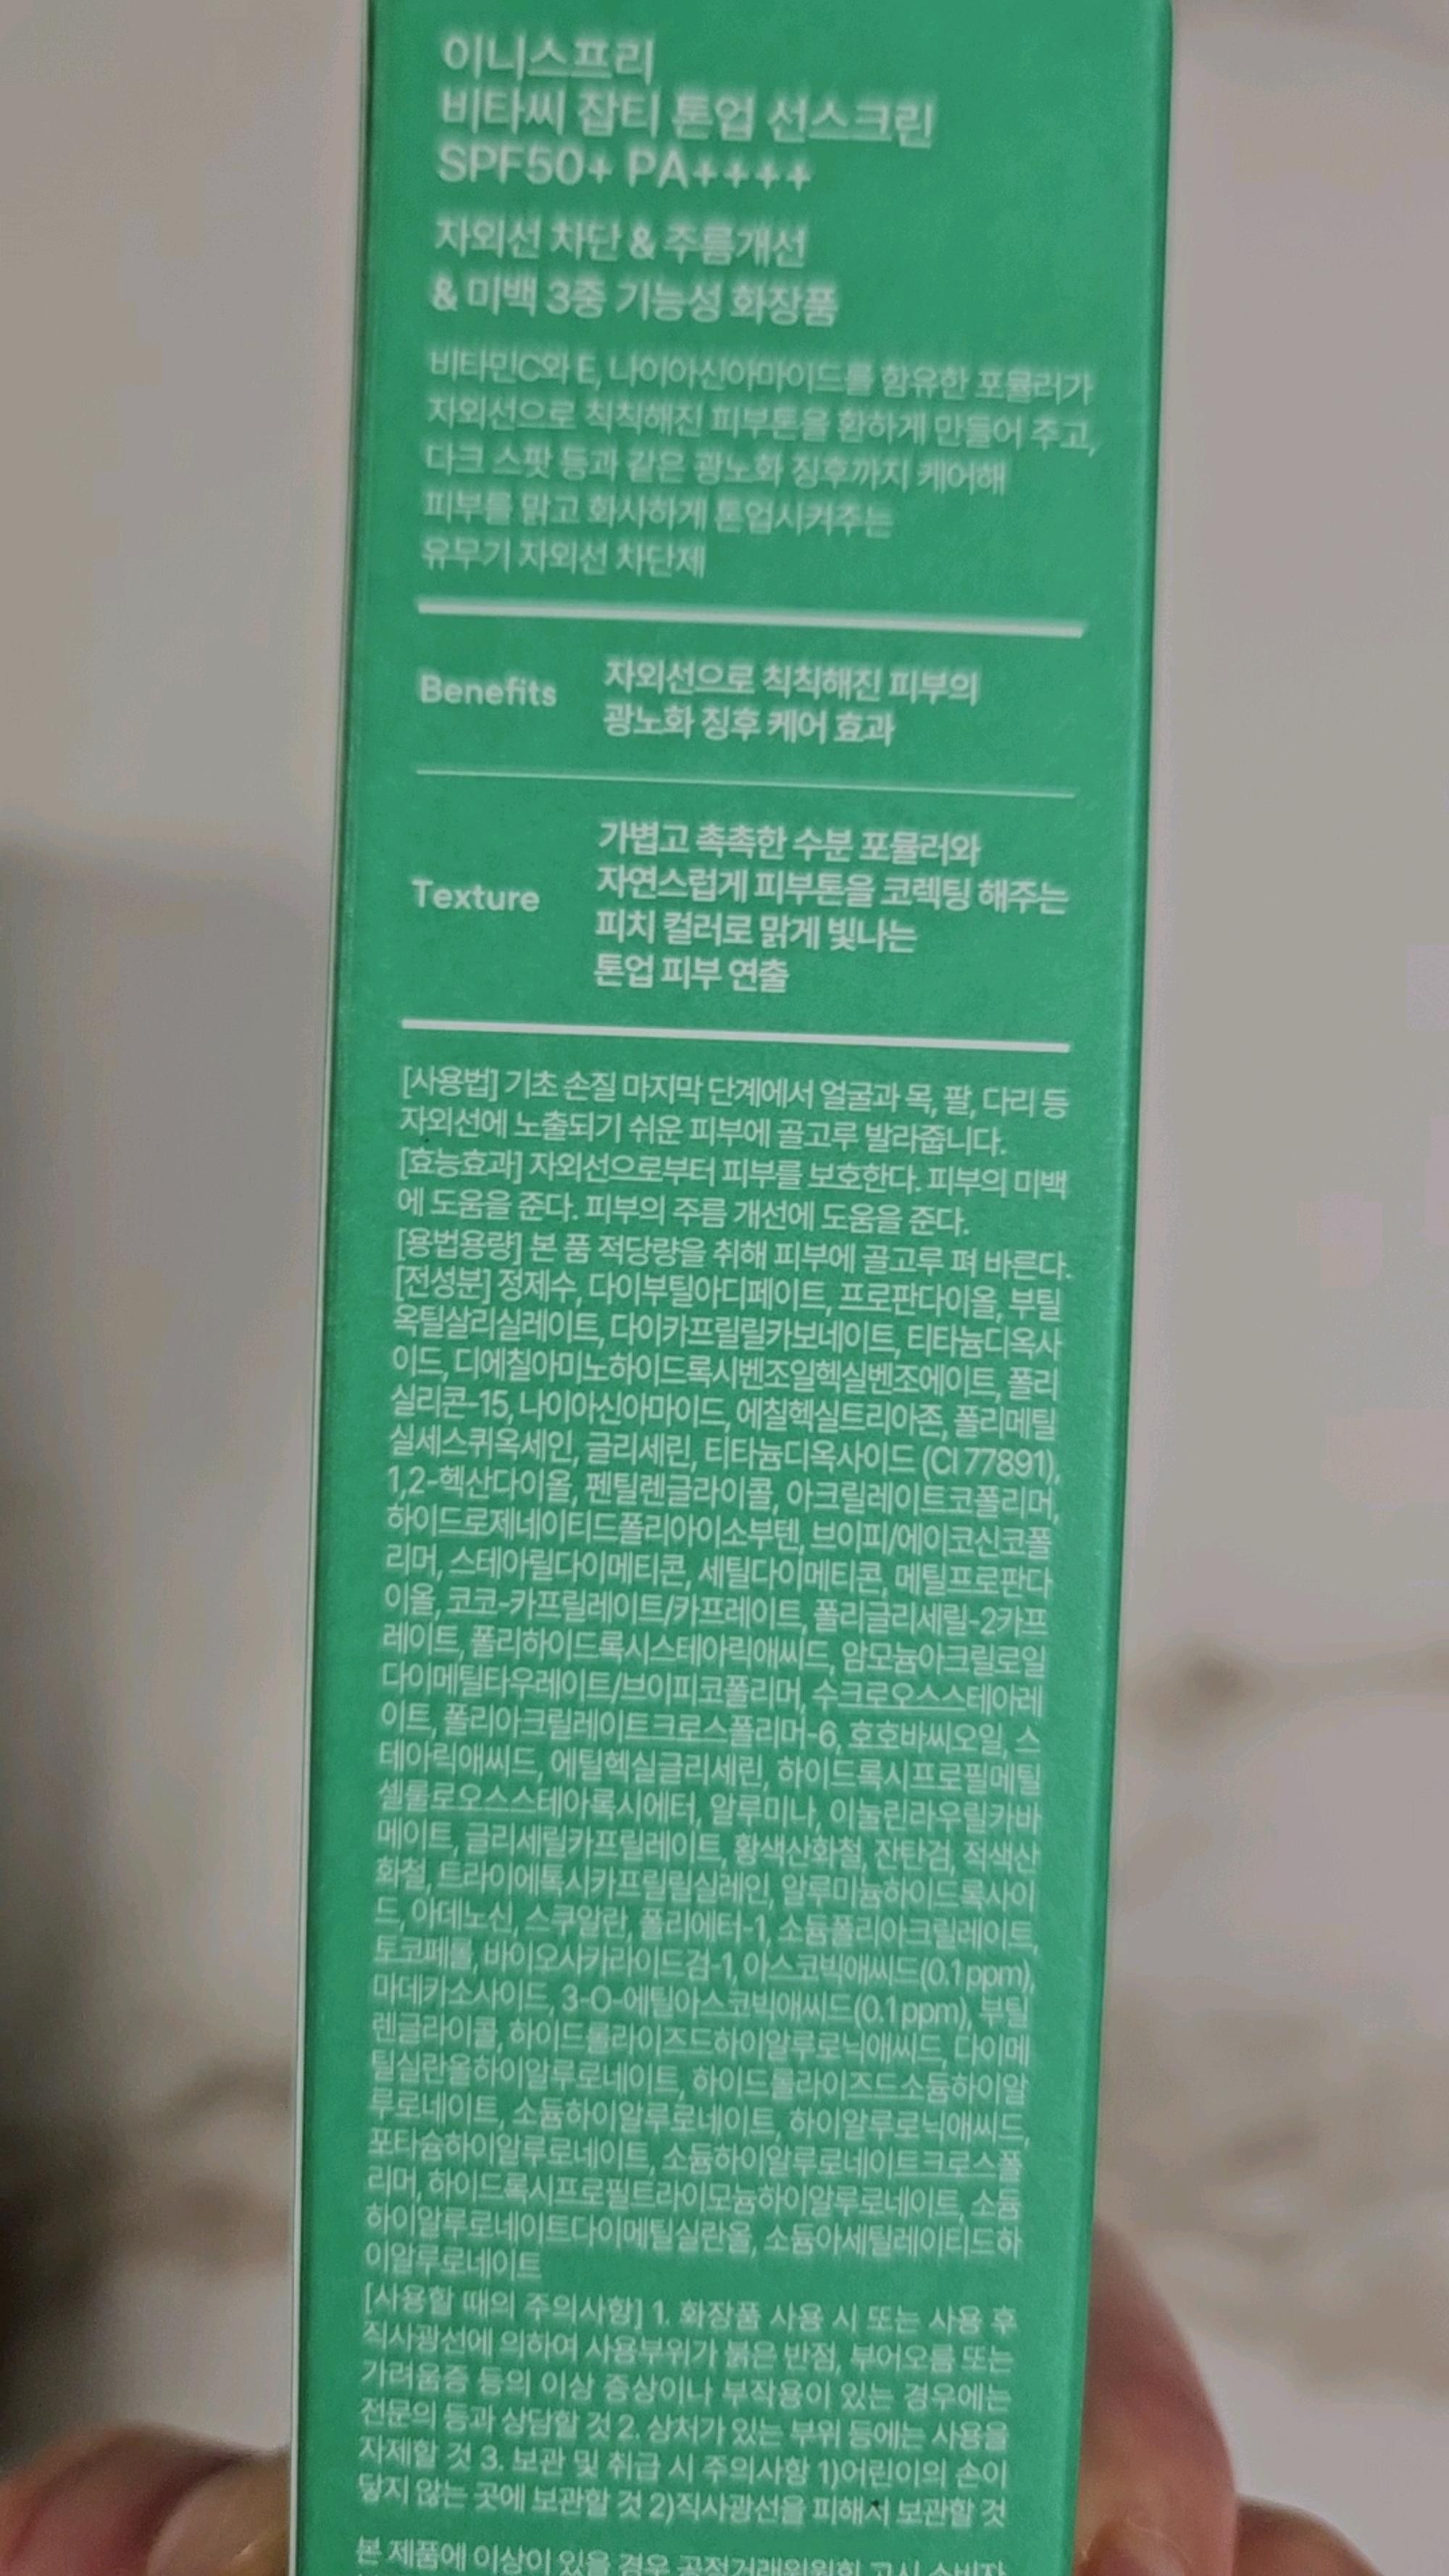 이니스프리
비타씨 잡티 톤업 선스크린
SPF50+ PA++++
자외선 차단 & 주름개선
& 미백 3중 기능성 화장품
비타민C와 E, 나이아신아마이드를 함유한 포뮬러가
자외선으로 칙칙해진 피부톤을 환하게 만들어 주고,
다크 스팟 등과 같은 광노화 징후까지 케어해
피부를 맑고 화사하게 톤업시켜주는
유무기 자외선 차단제
Benefits
자외선으로 칙칙해진 피부의
광노화 징후 케어 효과
Texture
가볍고 촉촉한 수분 포뮬러와
자연스럽게 피부톤을 코렉팅 해주는
피치 컬러로 맑게 빛나는
톤업 피부 연출
[사용법] 기초 손질 마지막 단계에서 얼굴과 목, 팔, 다리 등
자외선에 노출되기 쉬운 피부에 골고루 발라줍니다.
[효능효과] 자외선으로부터 피부를 보호한다. 피부의 미백
에 도움을 준다. 피부의 주름 개선에 도움을 준다.
[용법용량] 본 품 적당량을 취해 피부에 골고루 펴 바른다.
[전성분] 정제수, 다이부틸아디페이트, 프로판다이올, 부틸
옥틸살리실레이트, 다이카프릴릴카보네이트, 티타늄디옥사
이드, 디에칠아미노하이드록시벤조일헥실벤조에이트, 폴리
실리콘-15, 나이아신아마이드, 에칠헥실트리아존, 폴리메틸
실세스퀴옥세인, 글리세린, 티타늄디옥사이드 (CI 77891),
1,2-헥산다이올, 펜틸렌글라이콜, 아크릴레이트코폴리머,
하이드로제네이티드폴리아이소부텐, 브이피/에이코신코폴
리머, 스테아릴다이메티콘, 세틸다이메티콘, 메틸프로판다
이올, 코코-카프릴레이트/카프레이트, 폴리글리세릴-2카프
레이트, 폴리하이드록시스테아릭애씨드, 암모늄아크릴로일
다이메틸타우레이트/브이피코폴리머, 수크로오스스테아레
이트, 폴리아크릴레이트크로스폴리머-6, 호호바씨오일, 스
테아릭애씨드, 에틸헥실글리세린, 하이드록시프로필메틸
셀룰로오스스테아록시에터, 알루미나, 이눌린라우릴카바
메이트, 글리세릴카프릴레이트, 황색산화철, 잔탄검, 적색산
화철, 트라이에톡시카프릴릴실레인, 알루미늄하이드록사이
드, 아데노신, 스쿠알란, 폴리에터-1, 소듐폴리아크릴레이트,
토코페롤, 바이오사카라이드검-1, 아스코빅애씨드(0.1ppm),
마데카소사이드, 3-O-에틸아스코빅애씨드(0.1ppm), 부틸
렌글라이콜, 하이드롤라이즈드하이알루로닉애씨드, 다이메
틸실란올하이알루로네이트, 하이드롤라이즈드소듐하이알
루로네이트, 소듐하이알루로네이트, 하이알루로닉애씨드,
포타슘하이알루로네이트, 소듐하이알루로네이트크로스폴
리머, 하이드록시프로필트라이모늄하이알루로네이트, 소듐
하이알루로네이트다이메틸실란올, 소듐아세틸레이티드하
이알루로네이트
[사용할 때의 주의사항] 1. 화장품 사용 시 또는 사용 후
직사광선에 의하여 사용부위가 붉은 반점, 부어오름 또는
가려움증 등의 이상 증상이나 부작용이 있는 경우에는
전문의 등과 상담할 것 2. 상처가 있는 부위 등에는 사용을
자제할 것 3. 보관 및 취급 시 주의사항 1)어린이의 손이
닿지 않는 곳에 보관할 것 2)직사광선을 피해서 보관할 것
본 제품에 이상이 있을 경우 공정거래위원회 고시 소비자